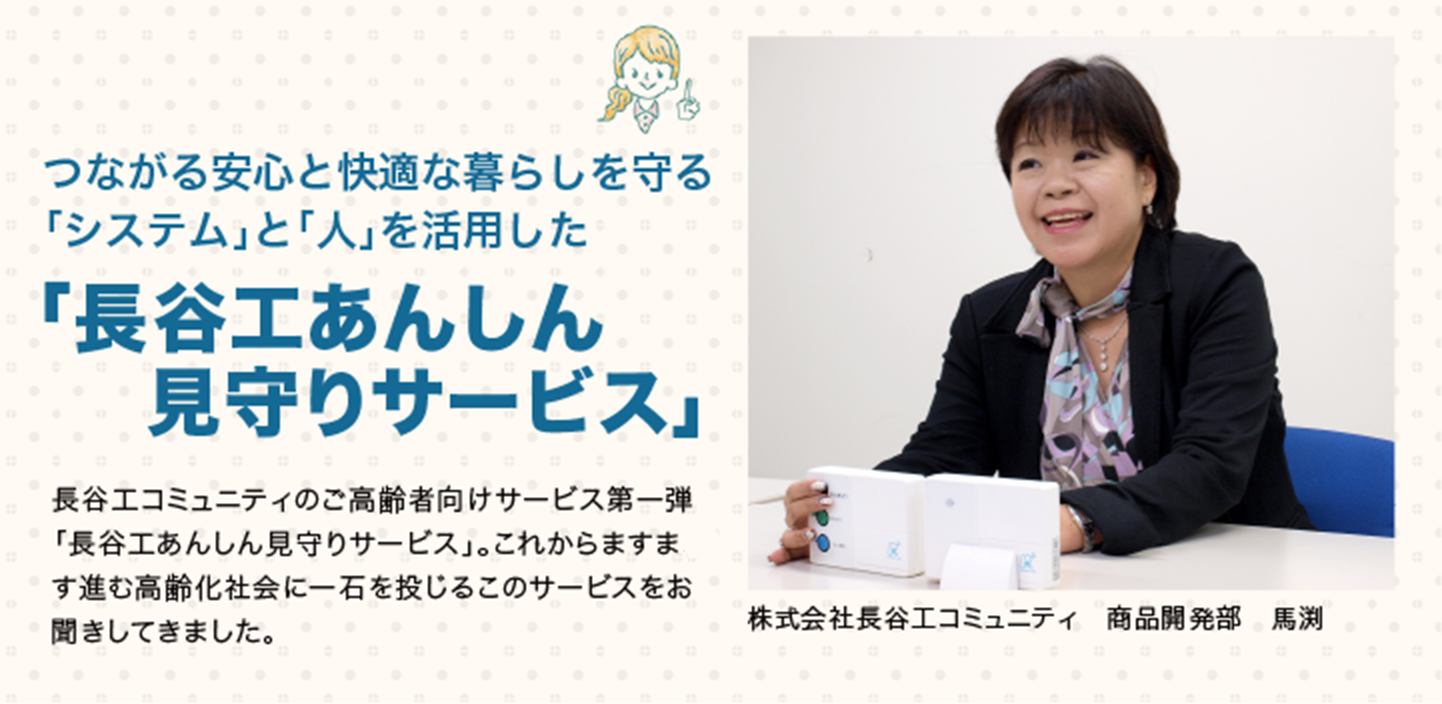 つながる安心と快適な暮らしを守る
「システム」と「人」を活用した
「長谷工あんしん
見守りサービス」
長谷工コミュニティのご高齢者向けサービス第一弾
「長谷工あんしん見守りサービス」。これからますま
す進む高齢化社会に一石を投じるこのサービスをお
聞きしてきました。
株式会社長谷工コミュニティ　商品開発部　馬渕